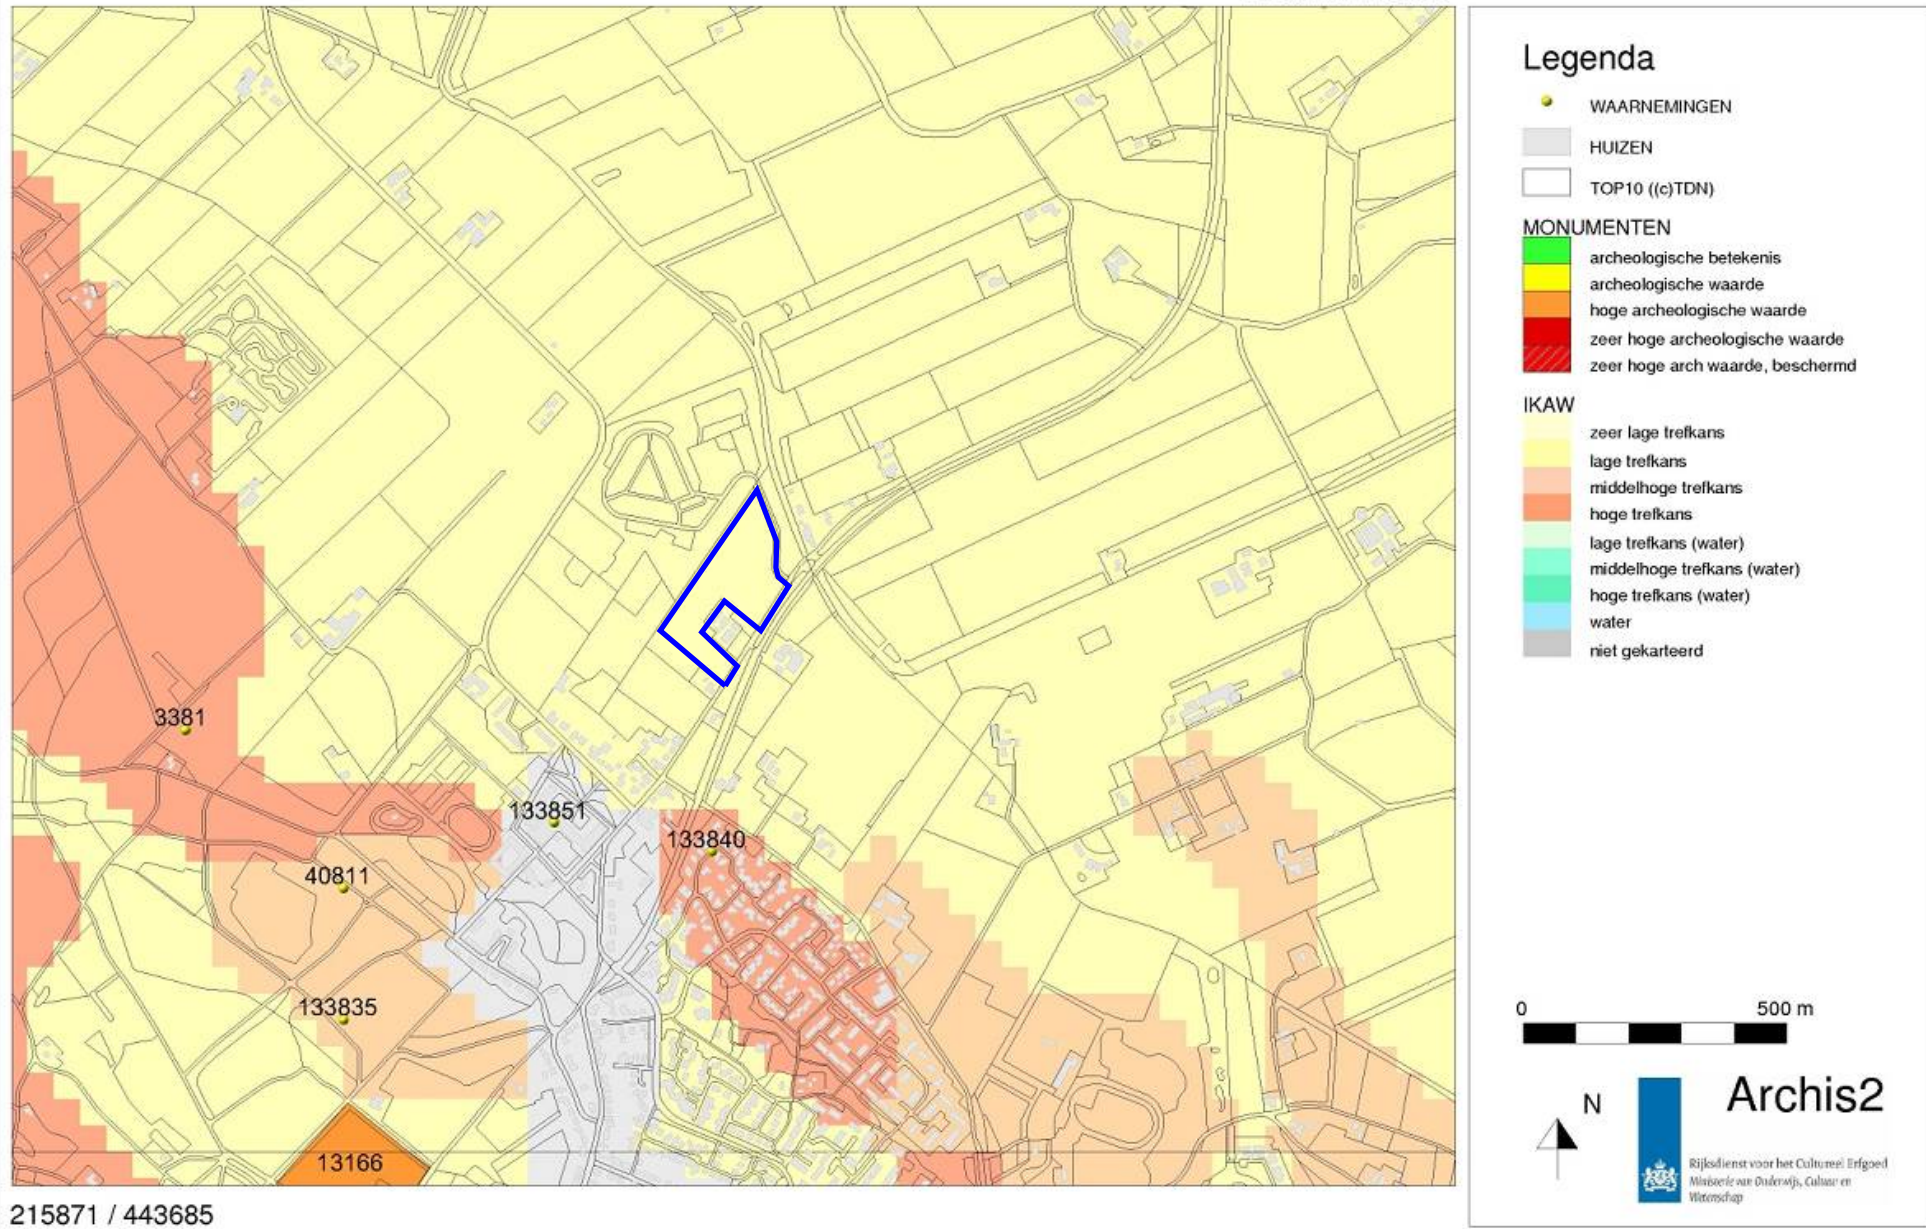 3381
133851
133840
40811
133835
13166
215871 / 443685
Legenda
WAARNEMINGEN
HUIZEN
TOP10 ((c)TDN)
MONUMENTEN
archeologische betekenis
archeologische waarde
hoge archeologische waarde
zeer hoge archeologische waarde
zeer hoge arch waarde, beschermd
IKAW
zeer lage trefkans
lage trefkans
middelhoge trefkans
hoge trefkans
lage trefkans (water)
middelhoge trefkans (water)
hoge trefkans (water)
water
niet gekarteerd
0 500 m
N
Archis2
Rijksdienst voor het Cultureel Erfgoed
Ministerie van Onderwijs, Cultuur en
Wetenschap